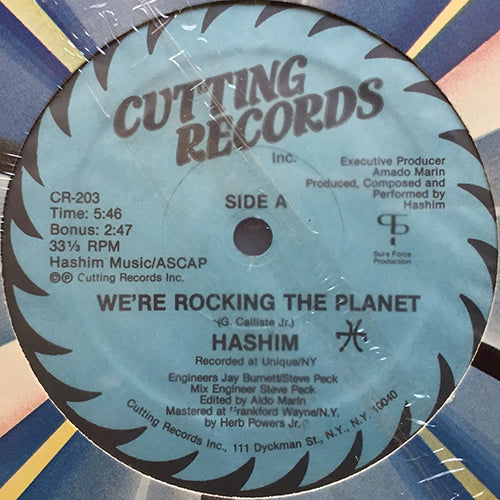 CUTTING
RECORDS
Inc.
Executive Producer
Amado Marin
Produced, Composed and
Performed by
Hashim
CR-203
Time: 5:46
Bonus: 2:47
33⅓ RPM
Hashim Music/ASCAP
©℗ Cutting Records Inc.
SIDE A
Sure Force
Production
WE'RE ROCKING THE PLANET
(G. Calliste Jr.)
HASHIM
Recorded at Unique/NY
Engineers Jay Burnett/Steve Peck
Mix Engineer Steve Peck
Edited by Aldo Marin
Mastered at Frankford Wayne/N.Y.
by Herb Powers Jr.
Cutting Records Inc., 111 Dyckman St., N.Y., N.Y. 10040